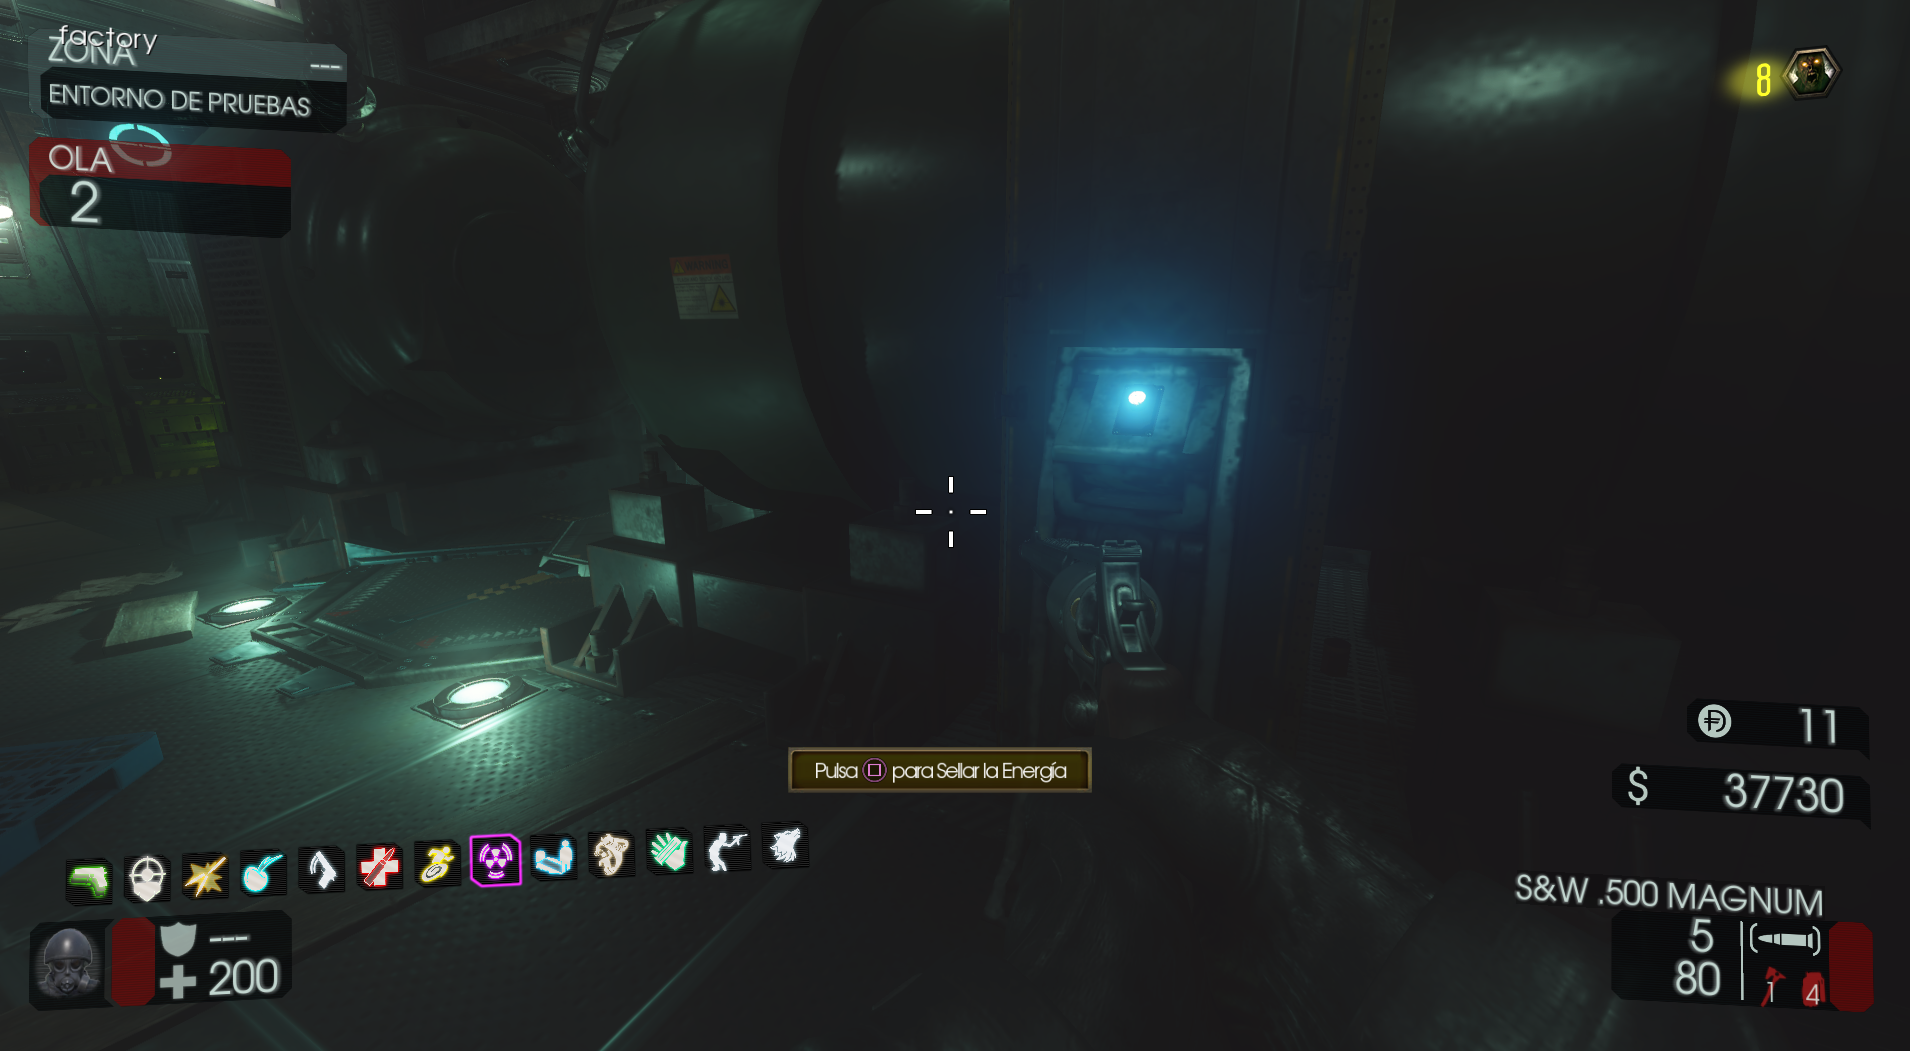 factory
ZONA
---
ENTORNO DE PRUEBAS
OLA
2
8
Pulsa para Sellar la Energía
11
$ 37730
S&W .500 MAGNUM
5
80
1 4
---
200